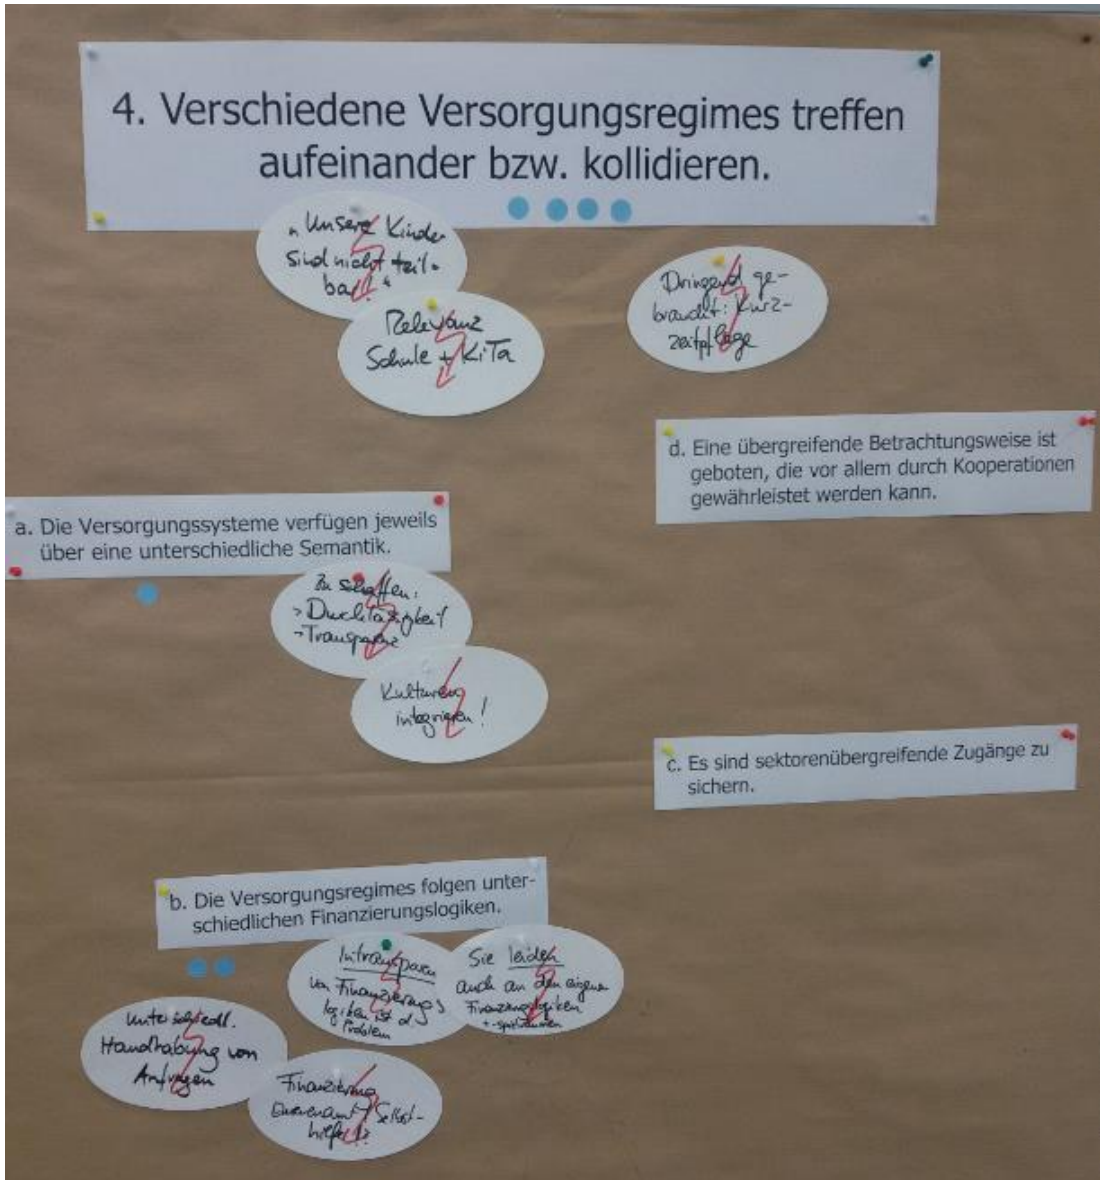 4. Verschiedene Versorgungsregimes treffen
aufeinander bzw. kollidieren.
„Unsere Kinder
sind nicht teil-
bar!“
Relevanz
Schule + KiTa
Dringend ge-
braucht: Kurz-
zeitpflege
d. Eine übergreifende Betrachtungsweise ist
geboten, die vor allem durch Kooperationen
gewährleistet werden kann.
a. Die Versorgungssysteme verfügen jeweils
über eine unterschiedliche Semantik.
Zu schaffen:
> Durchlässigkeit
> Transparenz
Kulturen
integrieren!
c. Es sind sektorenübergreifende Zugänge zu
sichern.
b. Die Versorgungsregimes folgen unter-
schiedlichen Finanzierungslogiken.
Intransparenz
von Finanzierungs
logiken ist d.
Problem
Sie leiden
auch an den eigenen
Finanzierungslogiken
+ -spielräumen
Unterschiedl.
Handhabung von
Anfragen
Finanzierung
Ehrenamt / Selbst-
hilfe